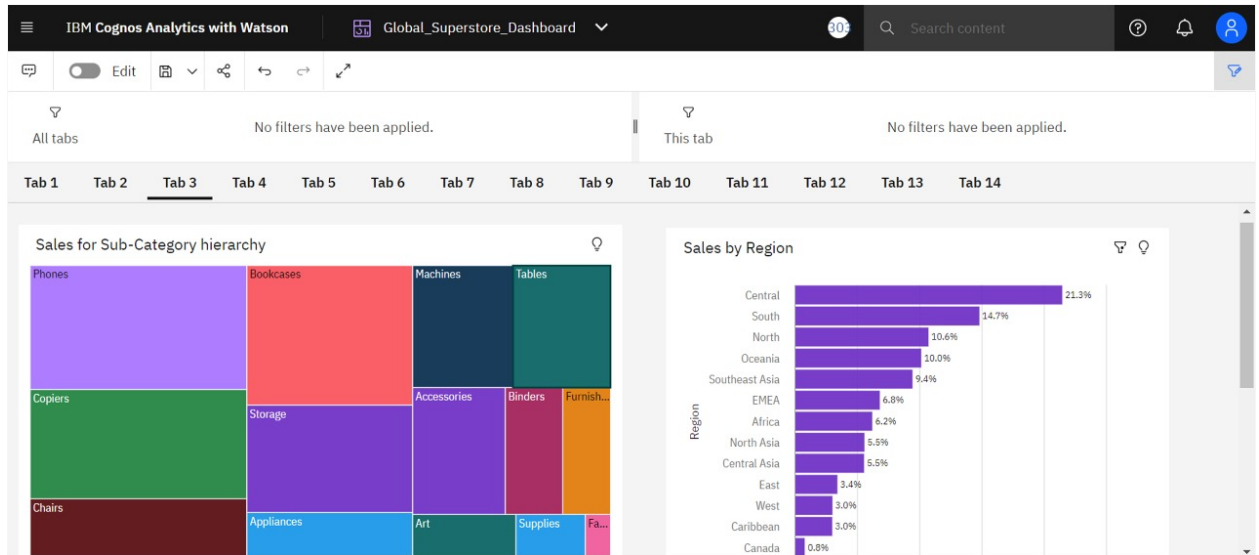 IBM Cognos Analytics with Watson
Global_Superstore_Dashboard
303
Search content
Edit
All tabs
No filters have been applied.
This tab
No filters have been applied.
Tab 1 Tab 2 Tab 3 Tab 4 Tab 5 Tab 6 Tab 7 Tab 8 Tab 9 Tab 10 Tab 11 Tab 12 Tab 13 Tab 14
Sales for Sub-Category hierarchy
Phones
Bookcases
Machines
Tables
Copiers
Storage
Accessories
Binders
Furnish...
Chairs
Appliances
Art
Supplies
Fa...
Sales by Region
Region
Central 21.3%
South 14.7%
North 10.6%
Oceania 10.0%
Southeast Asia 9.4%
EMEA 6.8%
Africa 6.2%
North Asia 5.5%
Central Asia 5.5%
East 3.4%
West 3.0%
Caribbean 3.0%
Canada 0.8%